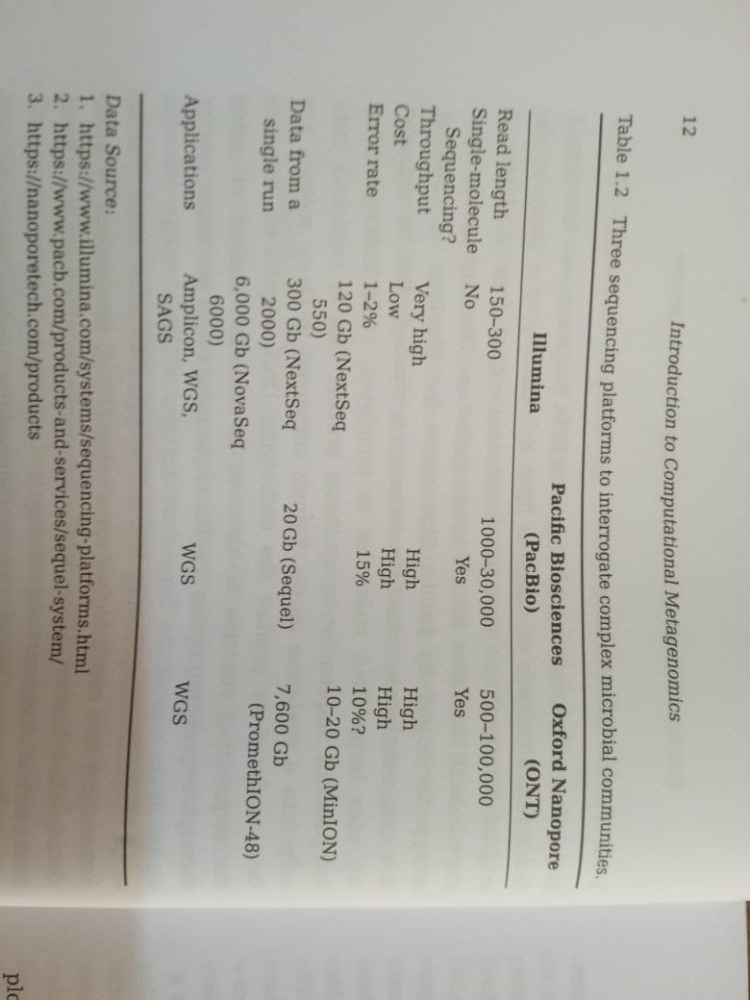 12
Introduction to Computational Metagenomics
Table 1.2 Three sequencing platforms to interrogate complex microbial communities.
Illumina
Pacific Biosciences
(PacBio)
Oxford Nanopore
(ONT)
Read length 150–300 1000–30,000 500–100,000
Single-molecule No Yes Yes
Sequencing?
Throughput Very high High High
Cost Low High High
Error rate 1–2% 15% 10%?
120 Gb (NextSeq 10–20 Gb (MinION)
550)
Data from a 300 Gb (NextSeq 20 Gb (Sequel) 7,600 Gb
single run 2000) (PromethION-48)
6,000 Gb (NovaSeq
6000)
Applications Amplicon, WGS, WGS WGS
SAGS
Data Source:
1. https://www.illumina.com/systems/sequencing-platforms.html
2. https://www.pacb.com/products-and-services/sequel-system/
3. https://nanoporetech.com/products